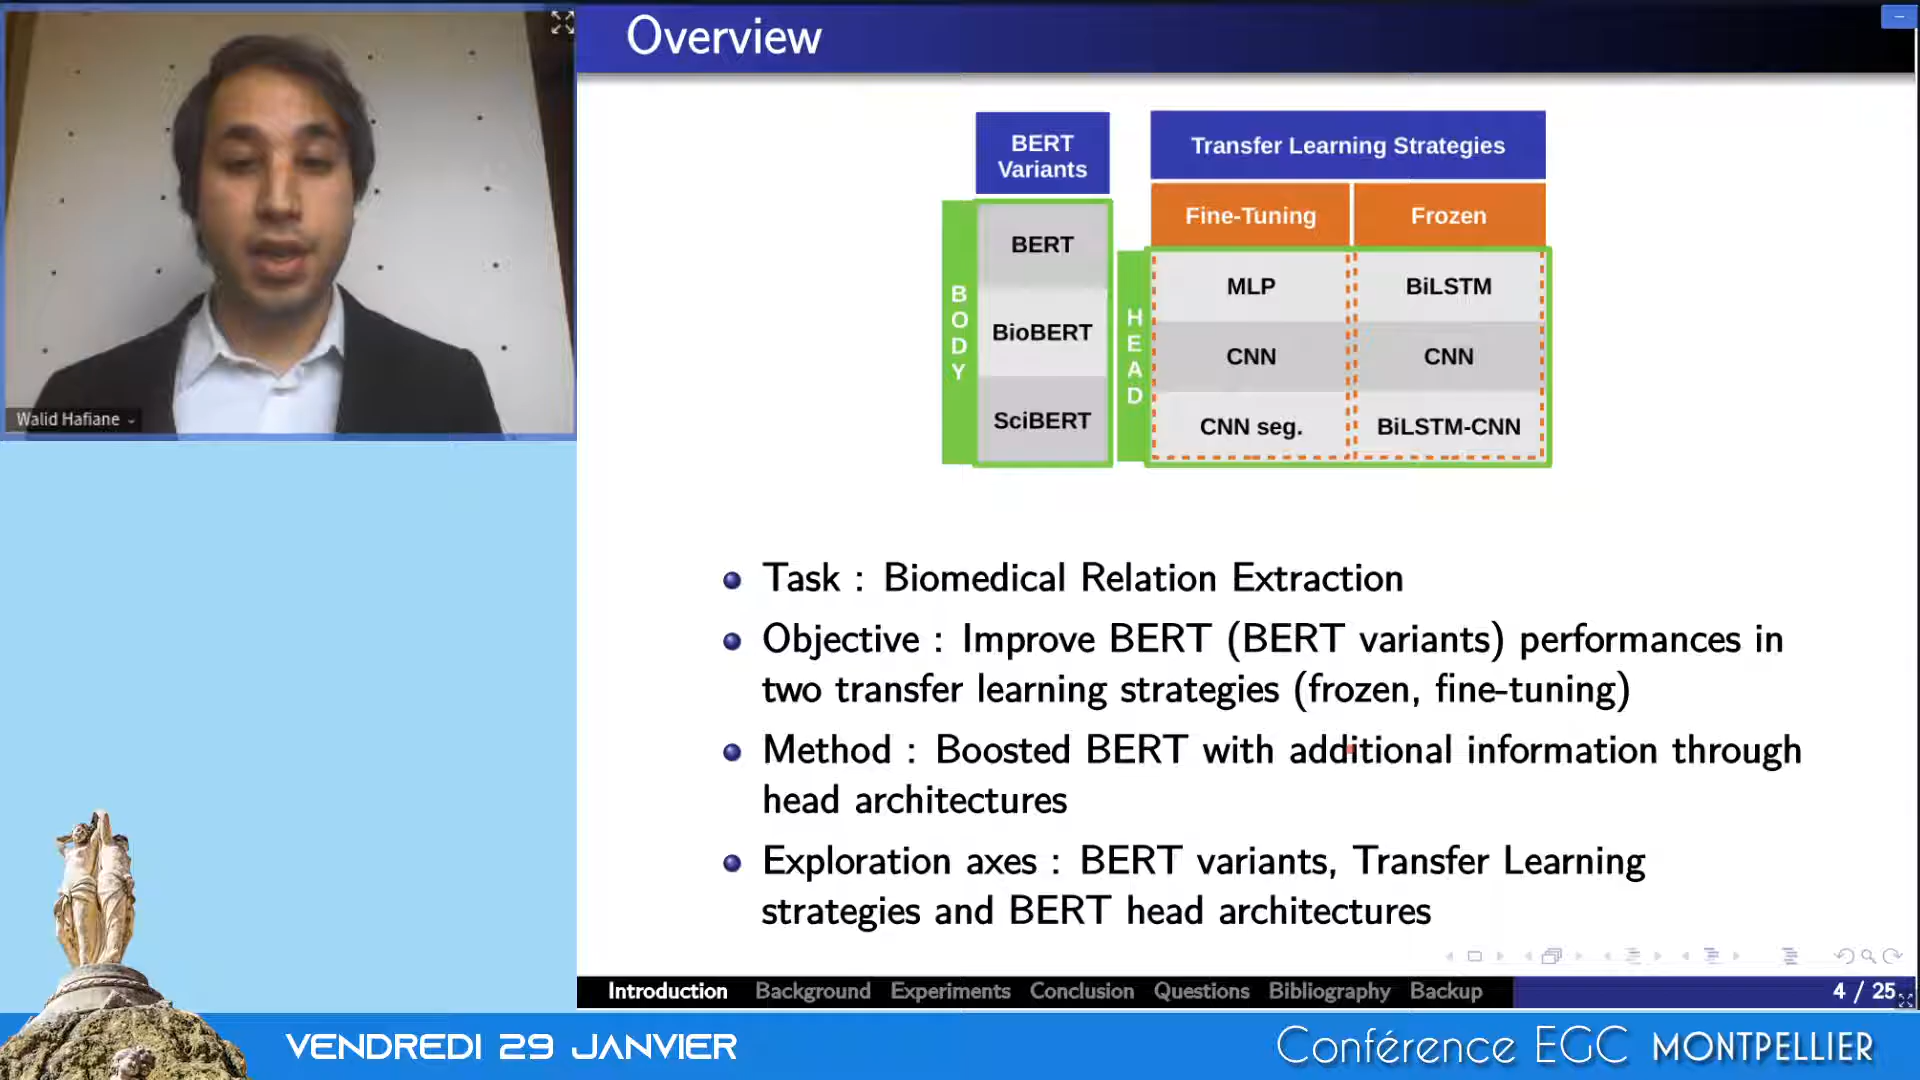 Overview
Walid Hafiane
BERT
Variants
Transfer Learning Strategies
Fine-Tuning
Frozen
BODY
BERT
BioBERT
SciBERT
HEAD
MLP
BiLSTM
CNN
CNN
CNN seg.
BiLSTM-CNN
Task : Biomedical Relation Extraction
Objective : Improve BERT (BERT variants) performances in
two transfer learning strategies (frozen, fine-tuning)
Method : Boosted BERT with additional information through
head architectures
Exploration axes : BERT variants, Transfer Learning
strategies and BERT head architectures
Introduction Background Experiments Conclusion Questions Bibliography Backup 4 / 25
VENDREDI 29 JANVIER
Conférence EGC MONTPELLIER